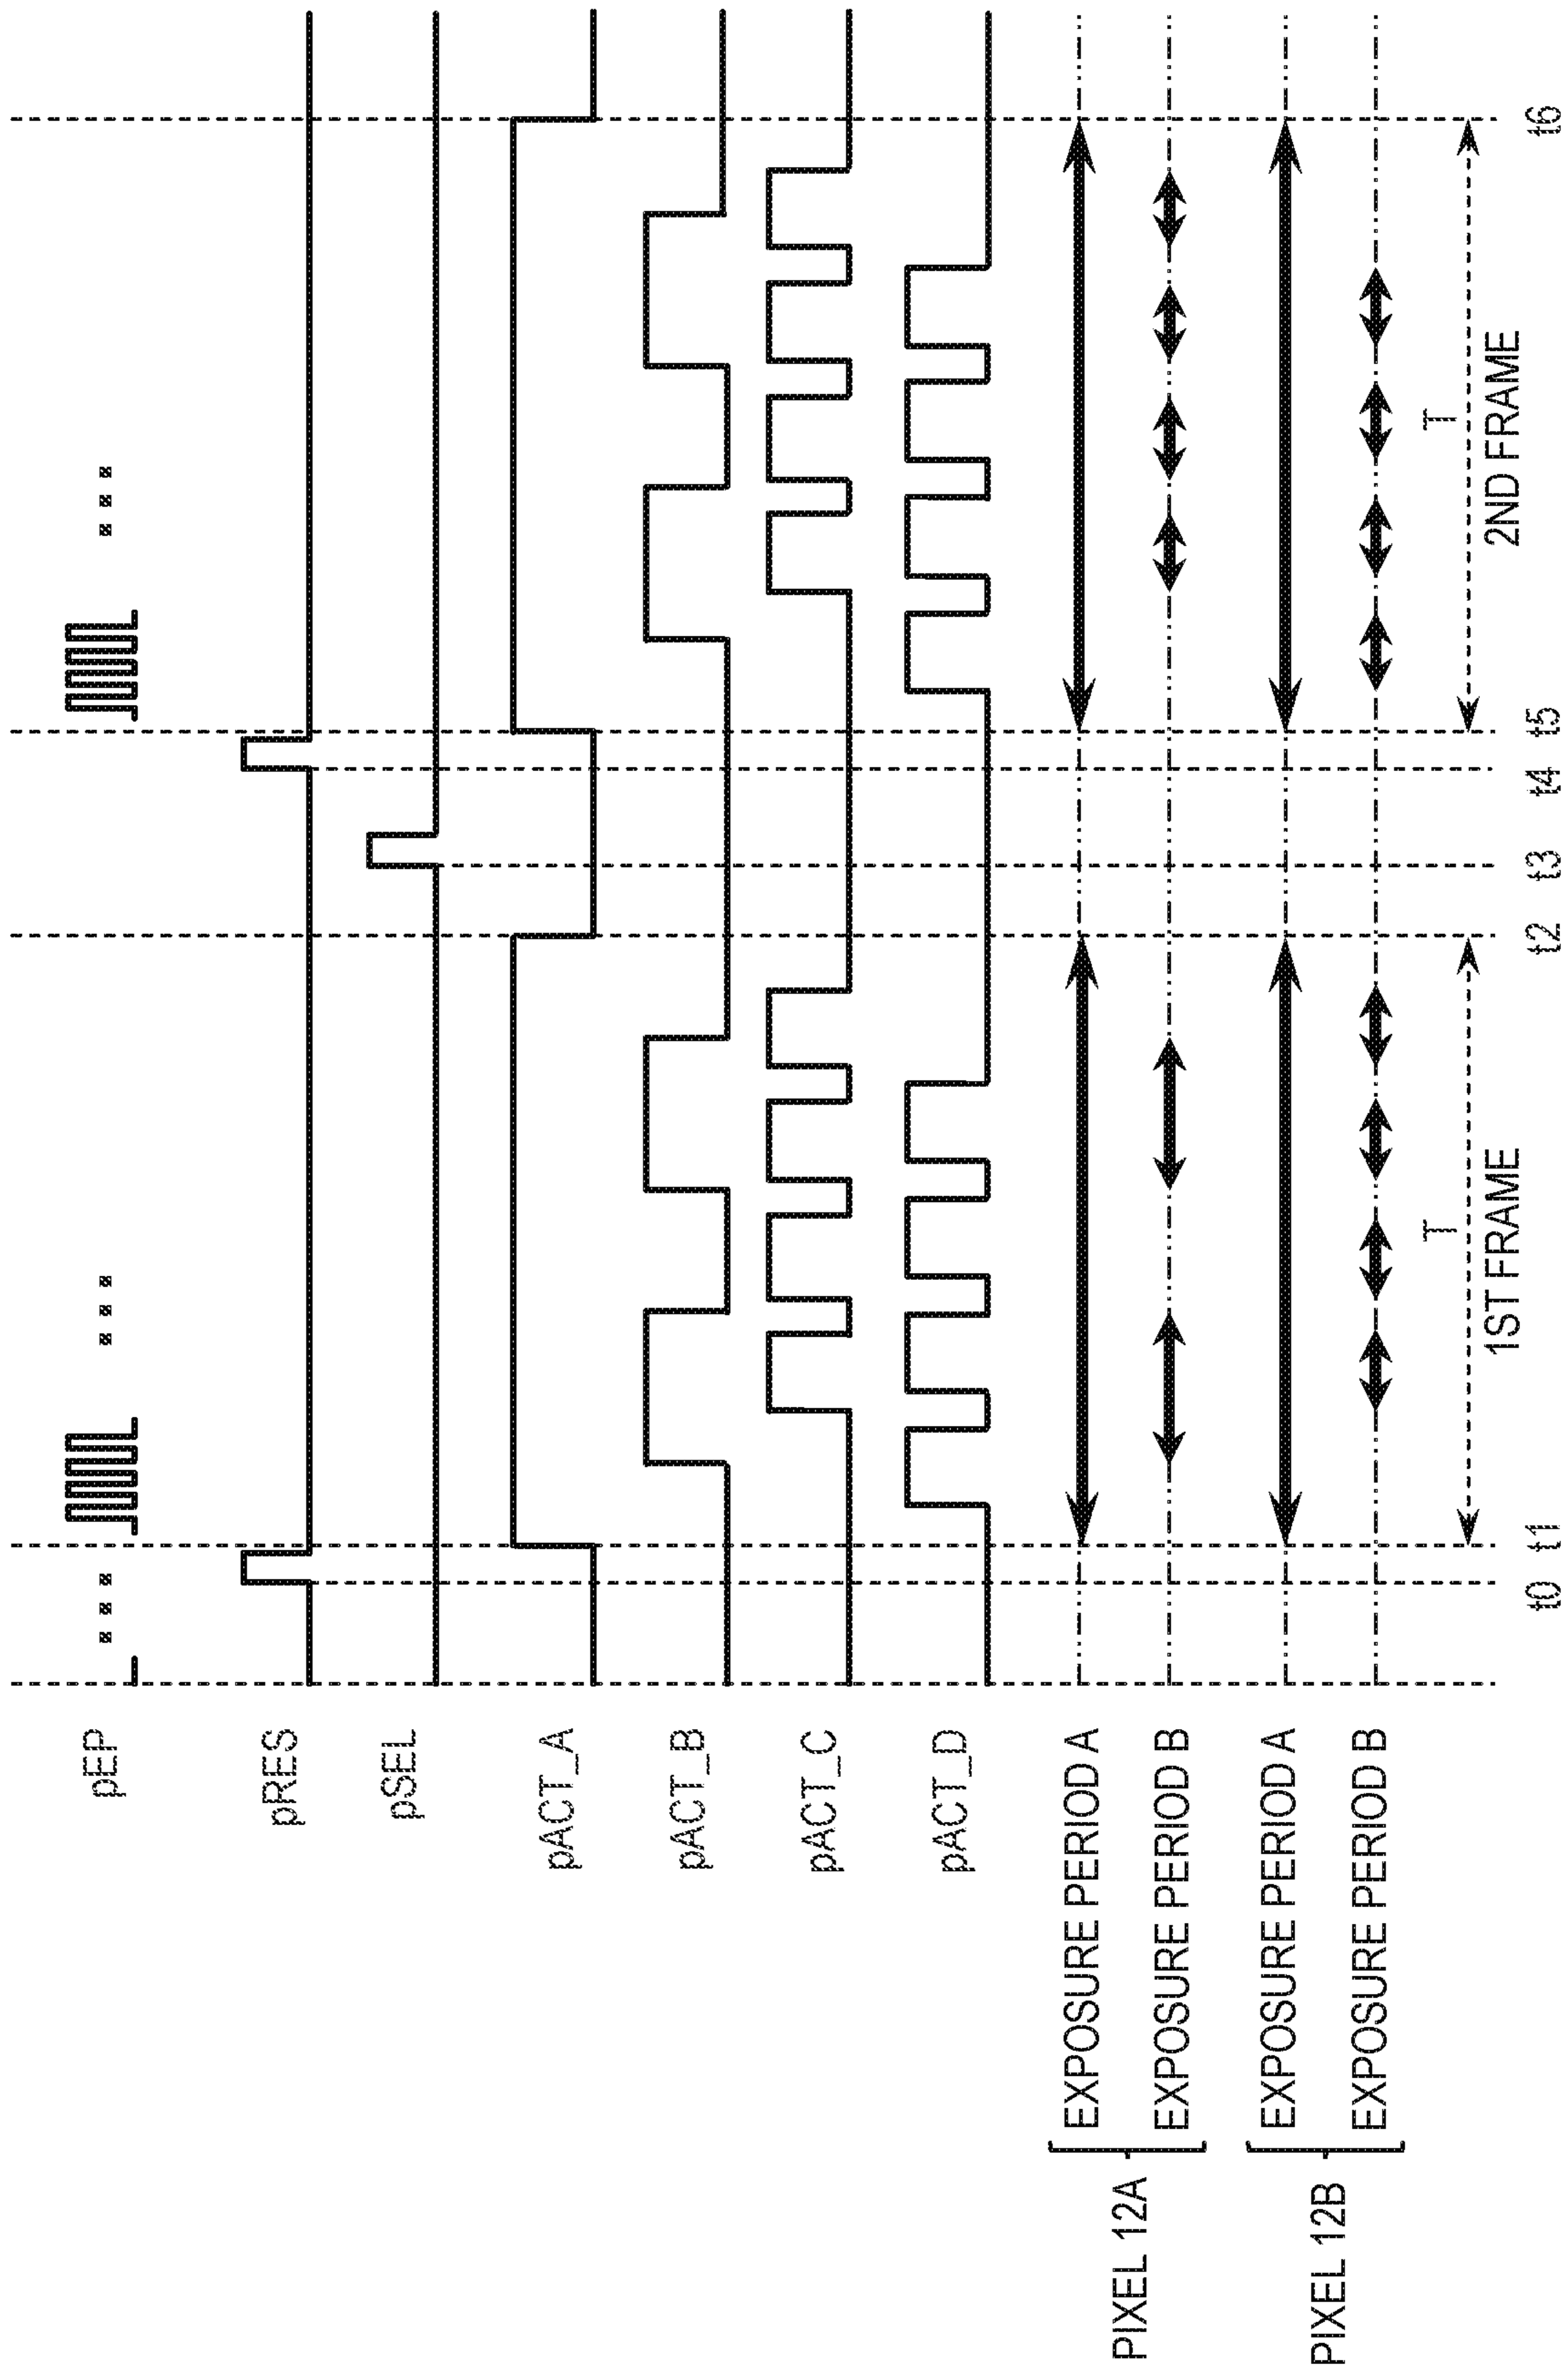 pEP
pRES
pSEL
pACT_A
pACT_B
pACT_C
pACT_D
PIXEL 12A
EXPOSURE PERIOD A
EXPOSURE PERIOD B
PIXEL 12B
EXPOSURE PERIOD A
EXPOSURE PERIOD B
T
T
1ST FRAME
2ND FRAME
t0
t1
t2
t3
t4
t5
t6